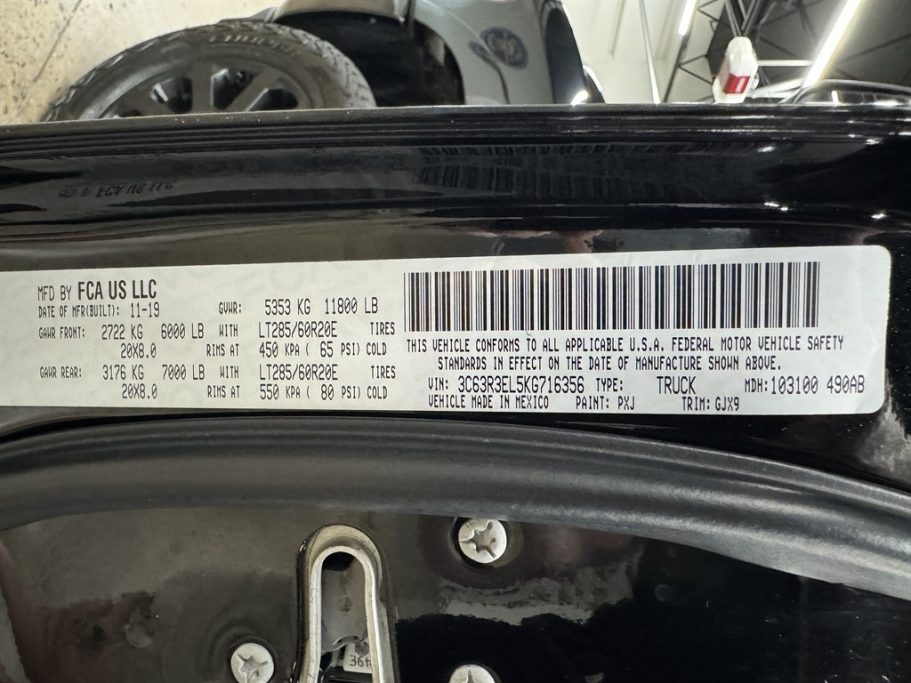 MFD BY FCA US LLC
DATE OF MFR(BUILT): 11-19 GVWR: 5353 KG 11800 LB
GAWR FRONT: 2722 KG 6000 LB WITH LT285/60R20E TIRES
20X8.0 RIMS AT 450 KPA ( 65 PSI) COLD
GAWR REAR: 3176 KG 7000 LB WITH LT285/60R20E TIRES
20X8.0 RIMS AT 550 KPA ( 80 PSI) COLD
THIS VEHICLE CONFORMS TO ALL APPLICABLE U.S.A. FEDERAL MOTOR VEHICLE SAFETY
STANDARDS IN EFFECT ON THE DATE OF MANUFACTURE SHOWN ABOVE.
VIN: 3C63R3EL5KG716356 TYPE: TRUCK MDH: 103100 490AB
VEHICLE MADE IN MEXICO PAINT: PXJ TRIM: GJX9